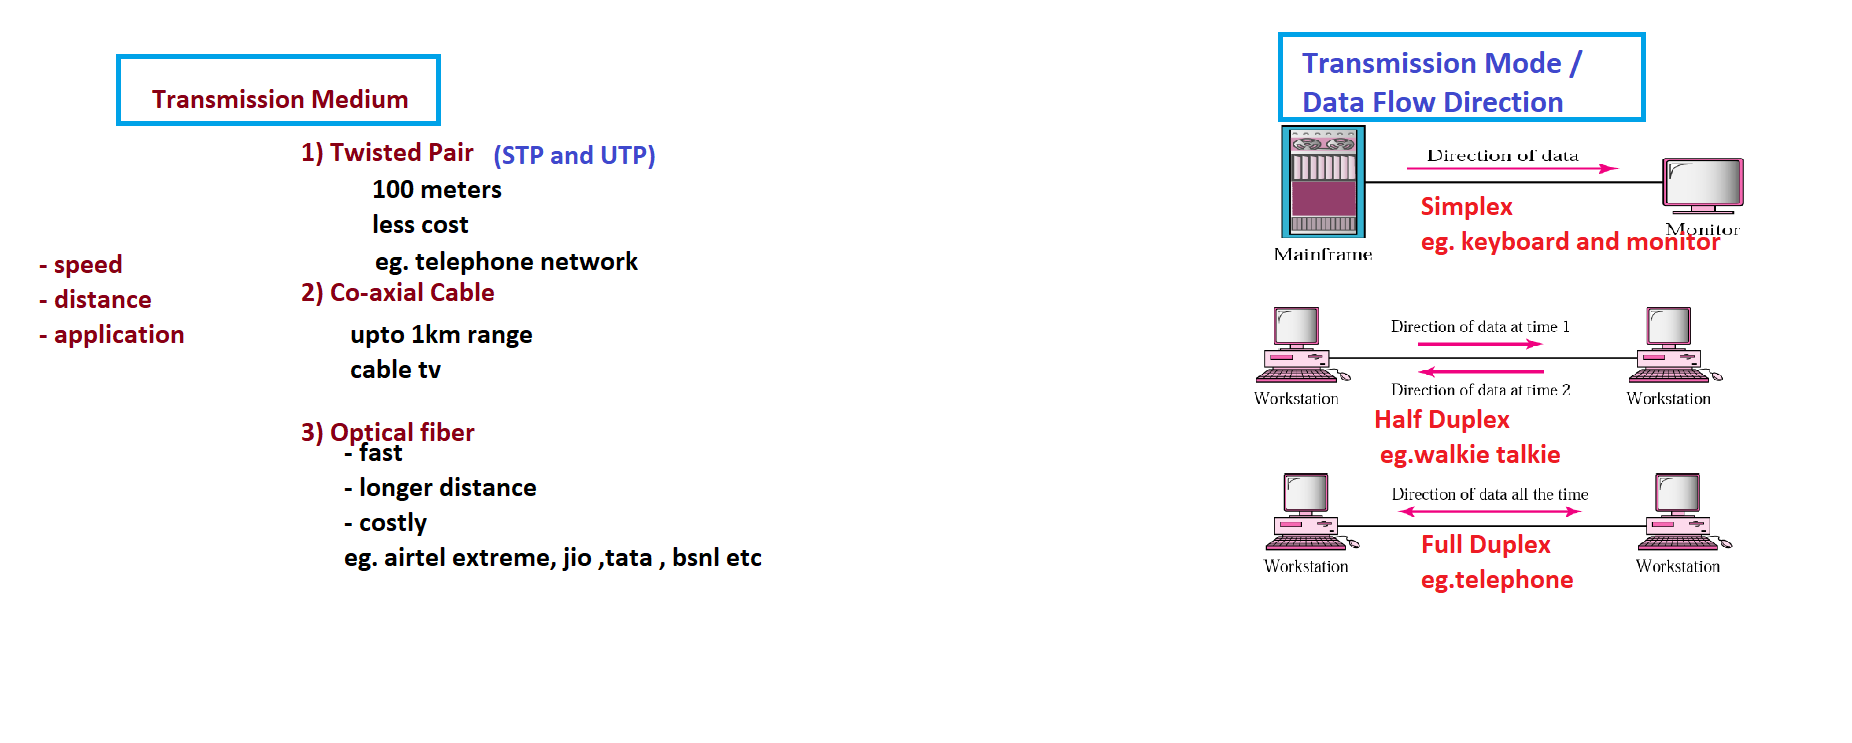 Transmission Medium
1) Twisted Pair (STP and UTP)
100 meters
less cost
eg. telephone network
- speed
- distance
- application
2) Co-axial Cable
upto 1km range
cable tv
3) Optical fiber
- fast
- longer distance
- costly
eg. airtel extreme, jio ,tata , bsnl etc
Transmission Mode /
Data Flow Direction
Direction of data
Simplex
eg. keyboard and monitor
Mainframe
Monitor
Direction of data at time 1
Direction of data at time 2
Workstation
Workstation
Half Duplex
eg.walkie talkie
Direction of data all the time
Full Duplex
eg.telephone
Workstation
Workstation